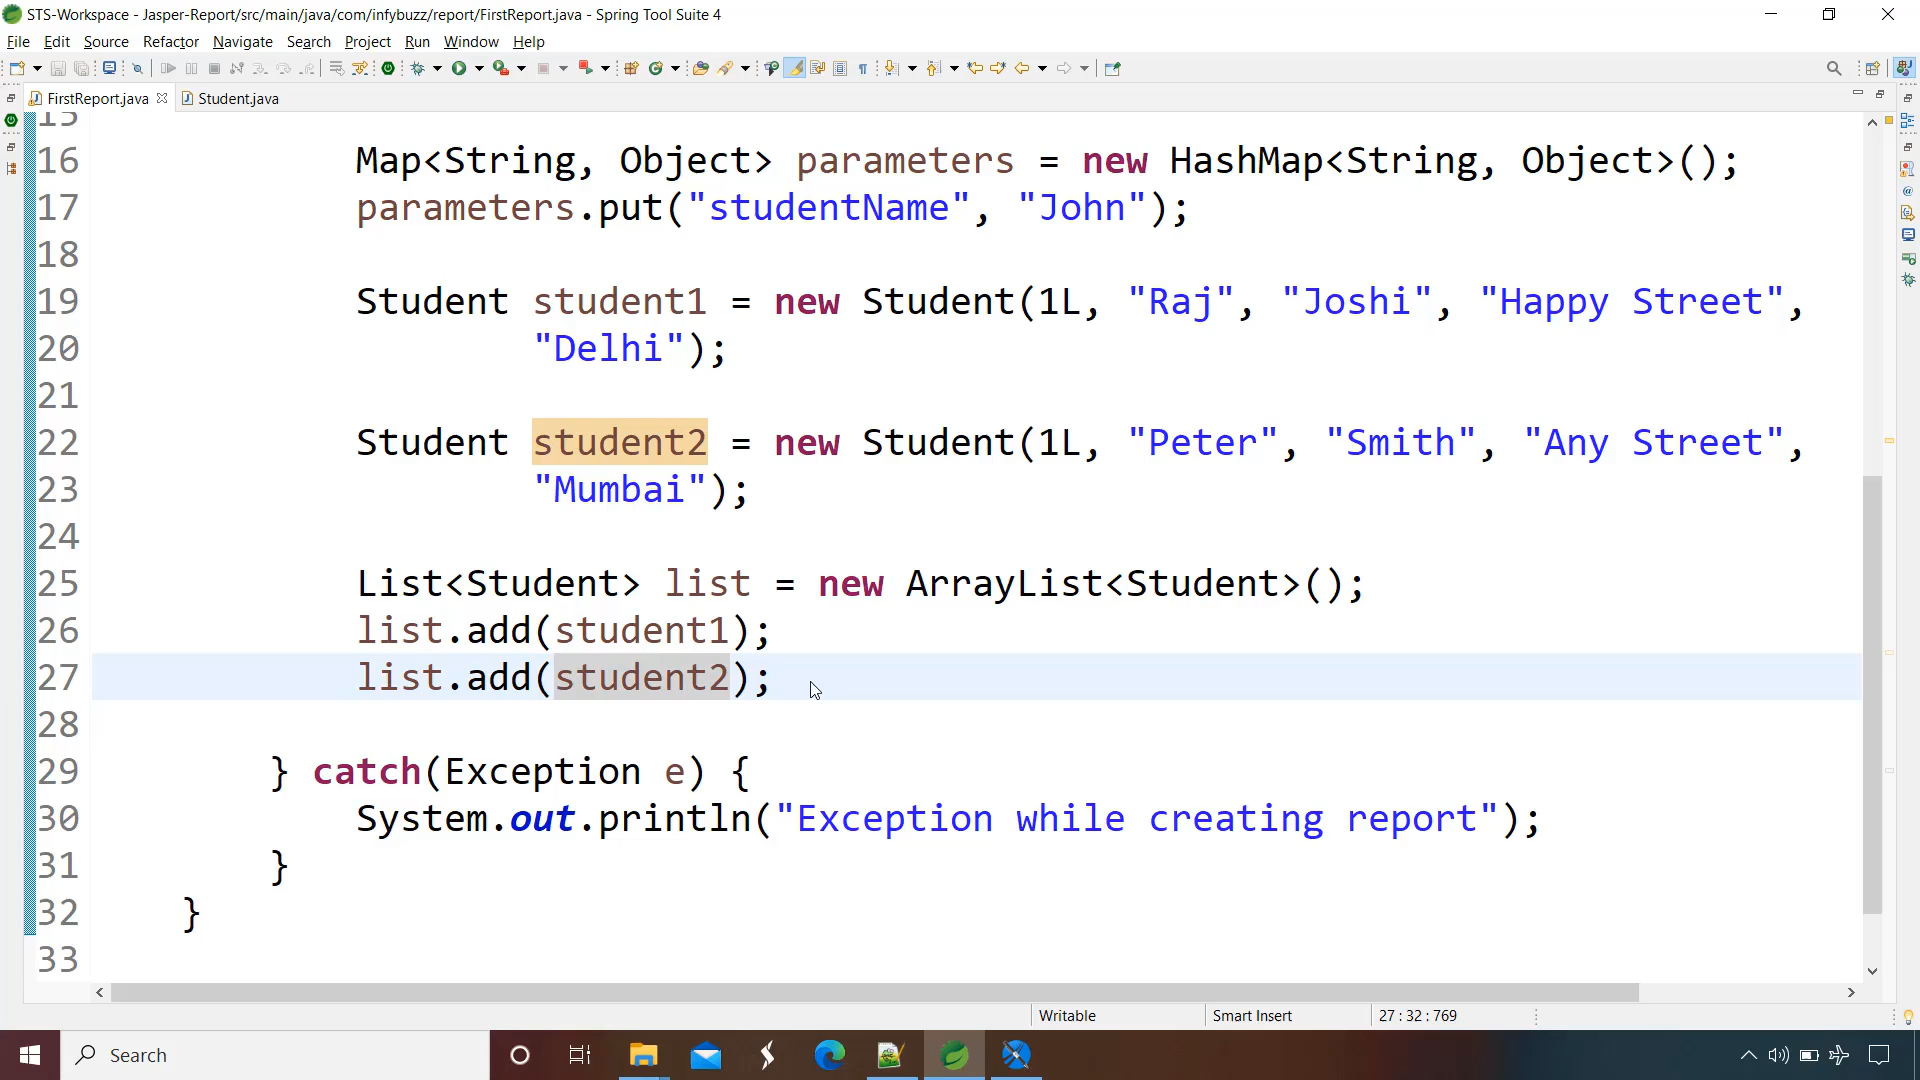 STS-Workspace - Jasper-Report/src/main/java/com/infybuzz/report/FirstReport.java - Spring Tool Suite 4
File Edit Source Refactor Navigate Search Project Run Window Help
FirstReport.java Student.java
15
16 Map<String, Object> parameters = new HashMap<String, Object>();
17 parameters.put("studentName", "John");
18
19 Student student1 = new Student(1L, "Raj", "Joshi", "Happy Street",
20 "Delhi");
21
22 Student student2 = new Student(1L, "Peter", "Smith", "Any Street",
23 "Mumbai");
24
25 List<Student> list = new ArrayList<Student>();
26 list.add(student1);
27 list.add(student2);
28
29 } catch(Exception e) {
30 System.out.println("Exception while creating report");
31 }
32 }
33
Writable Smart Insert 27 : 32 : 769
Search